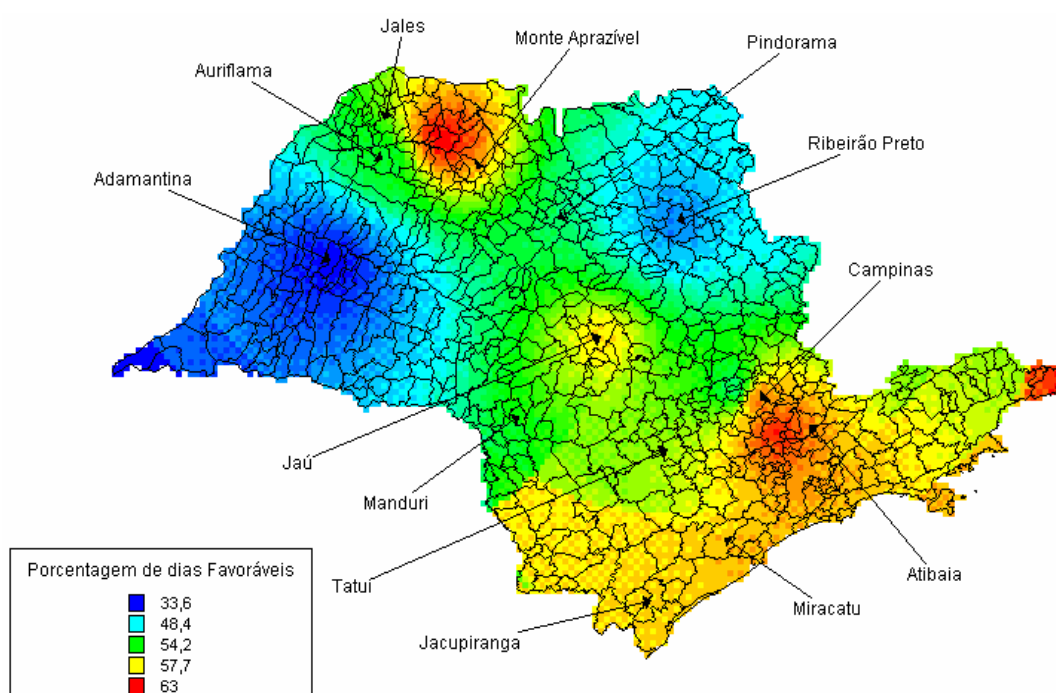 Jales
Monte Aprazível
Pindorama
Auriflama
Ribeirão Preto
Adamantina
Campinas
Jaú
Manduri
Tatuí
Atibaia
Miracatu
Jacupiranga
Porcentagem de dias Favoráveis
33,6
48,4
54,2
57,7
63